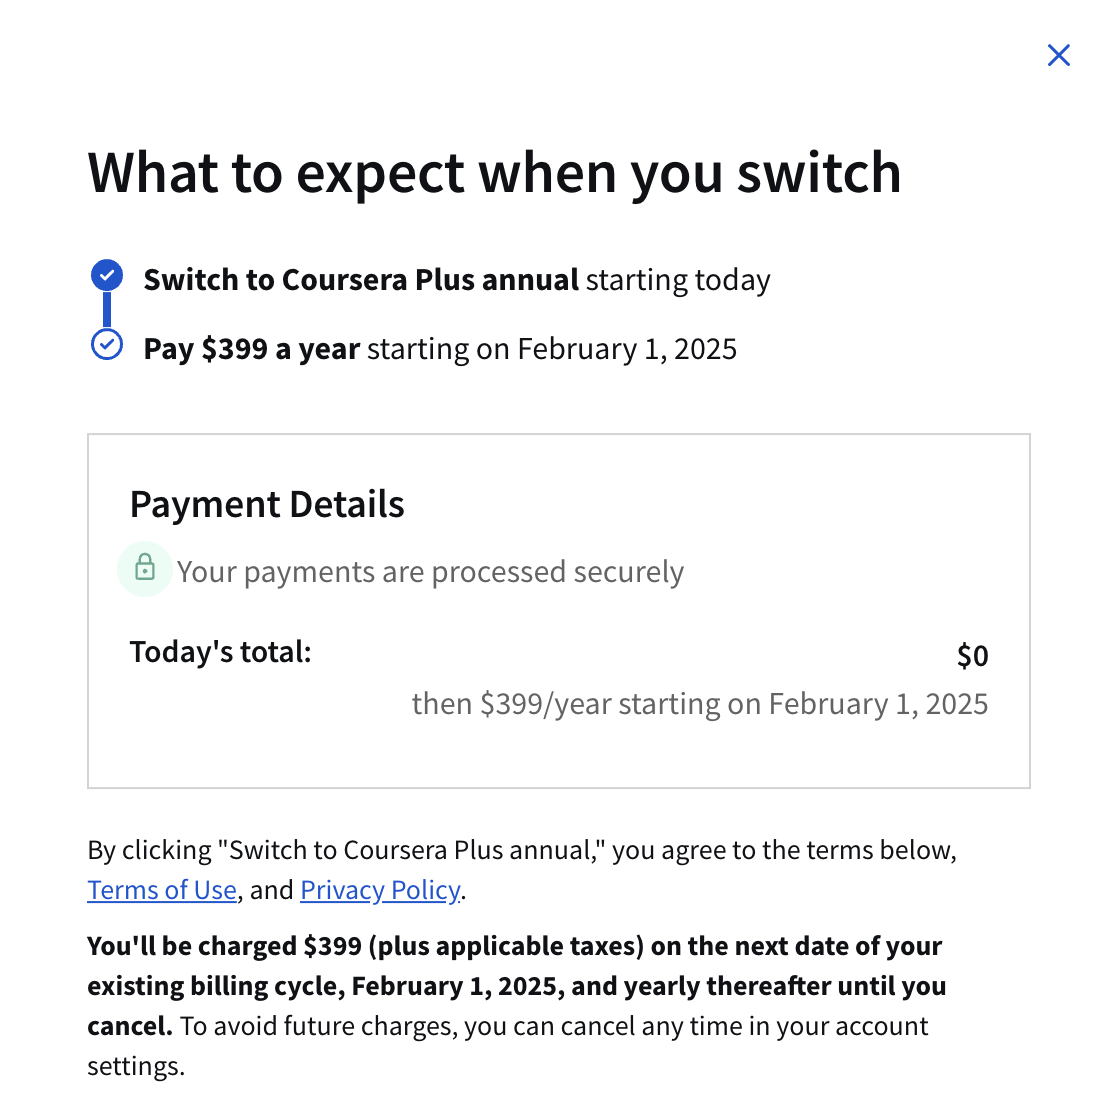 What to expect when you switch
Switch to Coursera Plus annual starting today
Pay $399 a year starting on February 1, 2025
Payment Details
Your payments are processed securely
Today's total:
$0
then $399/year starting on February 1, 2025
By clicking "Switch to Coursera Plus annual," you agree to the terms below,
Terms of Use, and Privacy Policy.
You'll be charged $399 (plus applicable taxes) on the next date of your
existing billing cycle, February 1, 2025, and yearly thereafter until you
cancel. To avoid future charges, you can cancel any time in your account
settings.